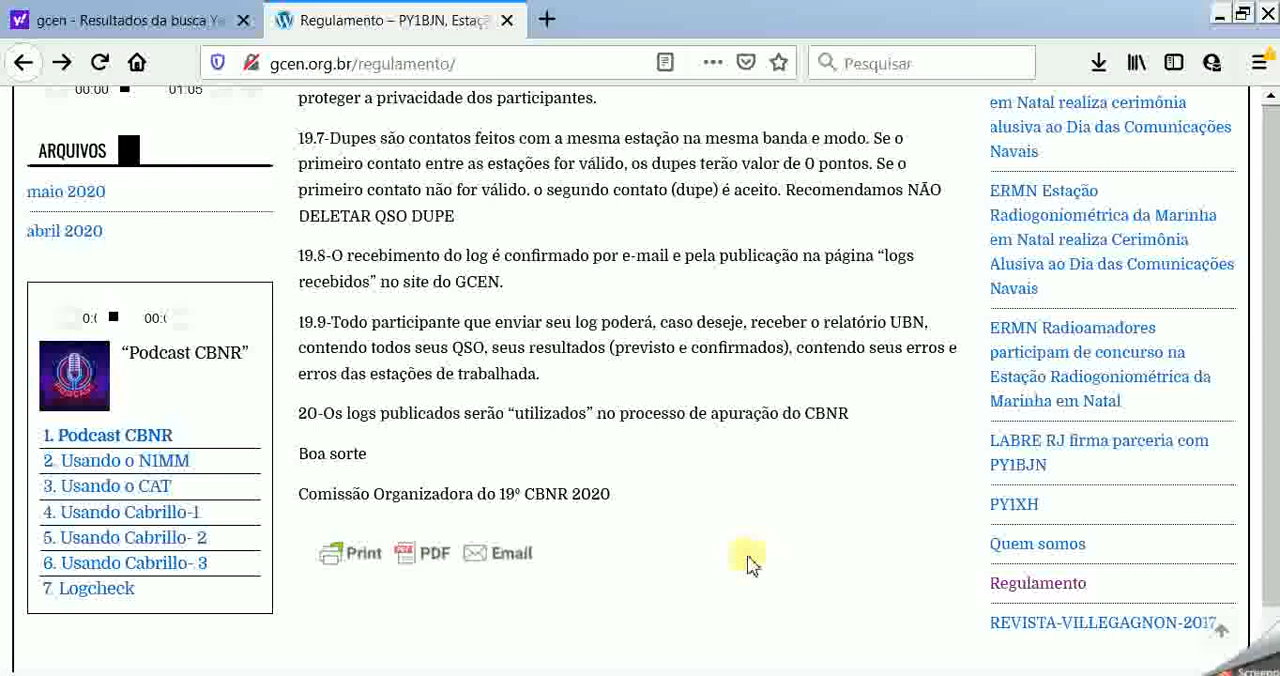 gcen - Resultados da busca Y
Regulamento – PY1BJN, Estaç
gcen.org.br/regulamento/
Pesquisar
00:00
01:05
ARQUIVOS
maio 2020
abril 2020
0:(
00:(
“Podcast CBNR”
1. Podcast CBNR
2. Usando o N1MM
3. Usando o CAT
4. Usando Cabrillo-1
5. Usando Cabrillo- 2
6. Usando Cabrillo- 3
7. Logcheck
proteger a privacidade dos participantes.
19.7-Dupes são contatos feitos com a mesma estação na mesma banda e modo. Se o
primeiro contato entre as estações for válido, os dupes terão valor de 0 pontos. Se o
primeiro contato não for válido. o segundo contato (dupe) é aceito. Recomendamos NÃO
DELETAR QSO DUPE
19.8-O recebimento do log é confirmado por e-mail e pela publicação na página “logs
recebidos” no site do GCEN.
19.9-Todo participante que enviar seu log poderá, caso deseje, receber o relatório UBN,
contendo todos seus QSO, seus resultados (previsto e confirmados), contendo seus erros e
erros das estações de trabalhada.
20-Os logs publicados serão “utilizados” no processo de apuração do CBNR
Boa sorte
Comissão Organizadora do 19º CBNR 2020
Print PDF Email
em Natal realiza cerimônia
alusiva ao Dia das Comunicações
Navais
ERMN Estação
Radiogoniométrica da Marinha
em Natal realiza Cerimônia
Alusiva ao Dia das Comunicações
Navais
ERMN Radioamadores
participam de concurso na
Estação Radiogoniométrica da
Marinha em Natal
LABRE RJ firma parceria com
PY1BJN
PY1XH
Quem somos
Regulamento
REVISTA-VILLEGAGNON-2017